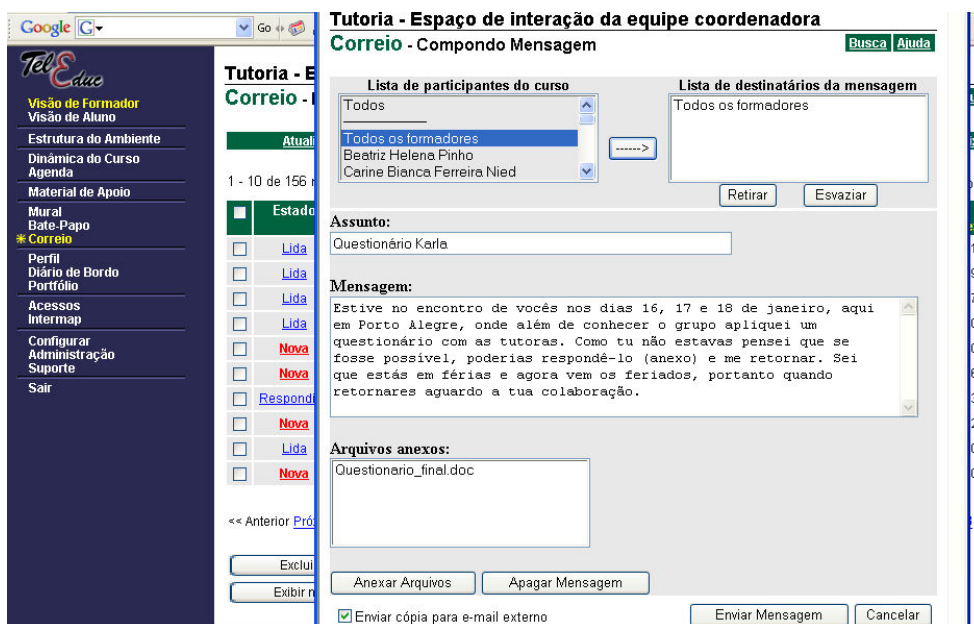 Google G
Go
Tel Educ
Visão de Formador
Visão de Aluno
Estrutura do Ambiente
Dinâmica do Curso
Agenda
Material de Apoio
Mural
Bate-Papo
Correio
Perfil
Diário de Bordo
Portfólio
Acessos
Intermap
Configurar
Administração
Suporte
Sair
Tutoria - E
Correio -
Atuali
1 - 10 de 156
Estado
Lida
Lida
Lida
Lida
Nova
Nova
Respondi
Nova
Lida
Nova
<< Anterior Pró
Exclui
Exibir n
Tutoria - Espaço de interação da equipe coordenadora
Correio - Compondo Mensagem
Busca Ajuda
Lista de participantes do curso
Todos
Todos os formadores
Beatriz Helena Pinho
Carine Bianca Ferreira Nied
------>
Lista de destinatários da mensagem
Todos os formadores
Retirar Esvaziar
Assunto:
Questionário Karla
Mensagem:
Estive no encontro de vocês nos dias 16, 17 e 18 de janeiro, aqui
em Porto Alegre, onde além de conhecer o grupo apliquei um
questionário com as tutoras. Como tu não estavas pensei que se
fosse possível, poderias respondê-lo (anexo) e me retornar. Sei
que estás em férias e agora vem os feriados, portanto quando
retornares aguardo a tua colaboração.
Arquivos anexos:
Questionario_final.doc
Anexar Arquivos Apagar Mensagem
Enviar cópia para e-mail externo
Enviar Mensagem Cancelar